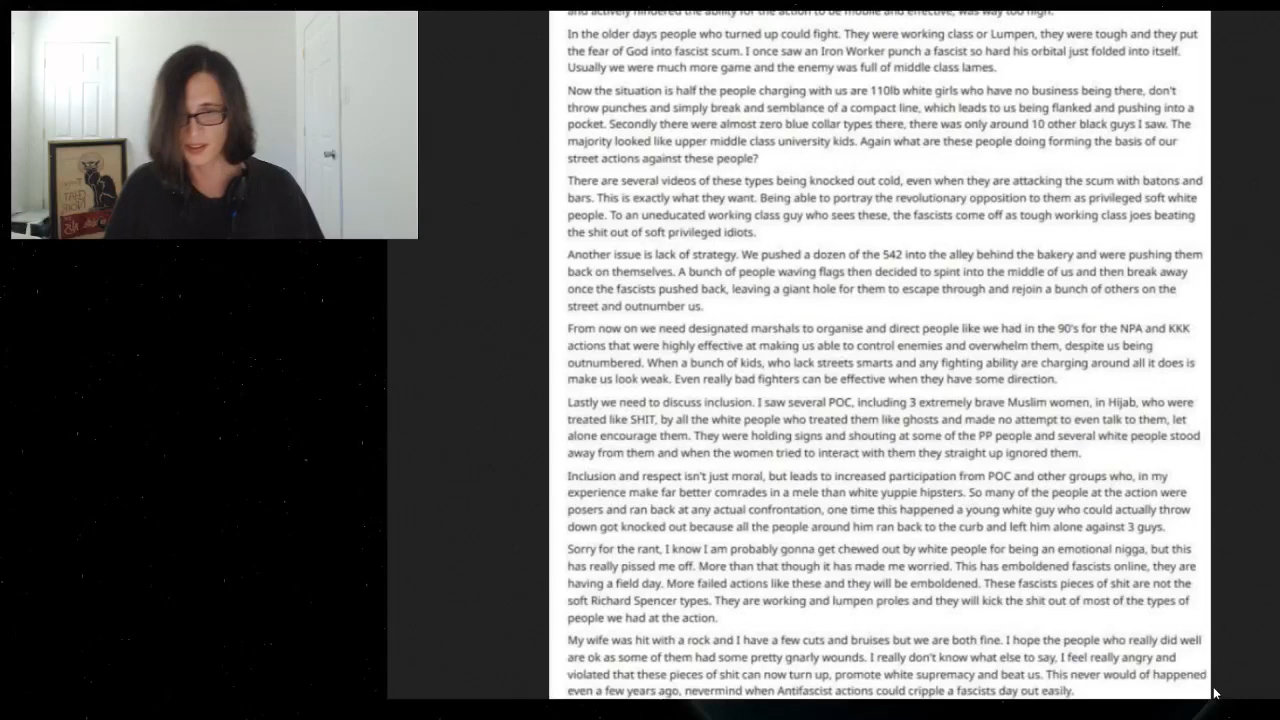 and actively hindered the ability for the action to be mobile and effective, was way too high.
In the older days people who turned up could fight. They were working class or Lumpen, they were tough and they put
the fear of God into fascist scum. I once saw an Iron Worker punch a fascist so hard his orbital just folded into itself.
Usually we were much more game and the enemy was full of middle class lames.
Now the situation is half the people charging with us are 110lb white girls who have no business being there, don't
throw punches and simply break and semblance of a compact line, which leads to us being flanked and pushing into a
pocket. Secondly there were almost zero blue collar types there, there was only around 10 other black guys I saw. The
majority looked like upper middle class university kids. Again what are these people doing forming the basis of our
street actions against these people?
There are several videos of these types being knocked out cold, even when they are attacking the scum with batons and
bars. This is exactly what they want. Being able to portray the revolutionary opposition to them as privileged soft white
people. To an uneducated working class guy who sees these, the fascists come off as tough working class joes beating
the shit out of soft privileged idiots.
Another issue is lack of strategy. We pushed a dozen of the 542 into the alley behind the bakery and were pushing them
back on themselves. A bunch of people waving flags then decided to spint into the middle of us and then break away
once the fascists pushed back, leaving a giant hole for them to escape through and rejoin a bunch of others on the
street and outnumber us.
From now on we need designated marshals to organise and direct people like we had in the 90's for the NPA and KKK
actions that were highly effective at making us able to control enemies and overwhelm them, despite us being
outnumbered. When a bunch of kids, who lack streets smarts and any fighting ability are charging around all it does is
make us look weak. Even really bad fighters can be effective when they have some direction.
Lastly we need to discuss inclusion. I saw several POC, including 3 extremely brave Muslim women, in Hijab, who were
treated like SHIT, by all the white people who treated them like ghosts and made no attempt to even talk to them, let
alone encourage them. They were holding signs and shouting at some of the PP people and several white people stood
away from them and when the women tried to interact with them they straight up ignored them.
Inclusion and respect isn't just moral, but leads to increased participation from POC and other groups who, in my
experience make far better comrades in a mele than white yuppie hipsters. So many of the people at the action were
posers and ran back at any actual confrontation, one time this happened a young white guy who could actually throw
down got knocked out because all the people around him ran back to the curb and left him alone against 3 guys.
Sorry for the rant, I know I am probably gonna get chewed out by white people for being an emotional nigga, but this
has really pissed me off. More than that though it has made me worried. This has emboldened fascists online, they are
having a field day. More failed actions like these and they will be emboldened. These fascists pieces of shit are not the
soft Richard Spencer types. They are working and lumpen proles and they will kick the shit out of most of the types of
people we had at the action.
My wife was hit with a rock and I have a few cuts and bruises but we are both fine. I hope the people who really did well
are ok as some of them had some pretty gnarly wounds. I really don't know what else to say, I feel really angry and
violated that these pieces of shit can now turn up, promote white supremacy and beat us. This never would of happened
even a few years ago, nevermind when Antifascist actions could cripple a fascists day out easily.